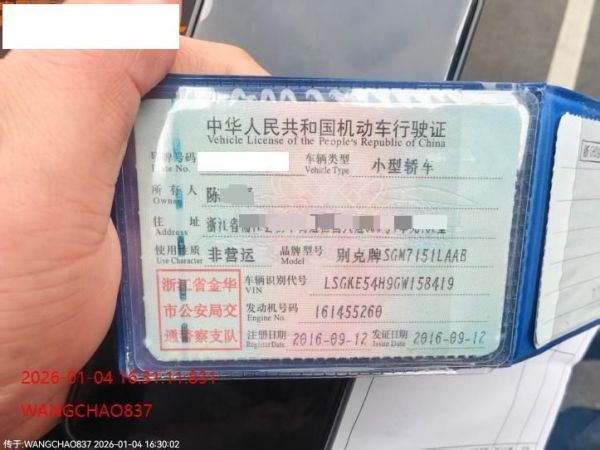 中华人民共和国机动车行驶证
Vehicle License of the People's Republic of China
号牌号码
Plate No.
车辆类型
Vehicle Type
小型轿车
所有人
Owner
陈
住址
Address
浙江省
使用性质
Use Character
非营运
品牌型号
Model
别克牌SGM7151LAAB
浙江省金华
市公安局交
通警察支队
车辆识别代号
VIN
LSGKE54H9GW158419
发动机号码
Engine No.
161455260
注册日期
Register Date
2016-09-12
发证日期
Issue Date
2016-09-12
2026-01-04 16:31:11.831
WANGCHAO837
传于:WANGCHAO837 2026-01-04 16:30:02